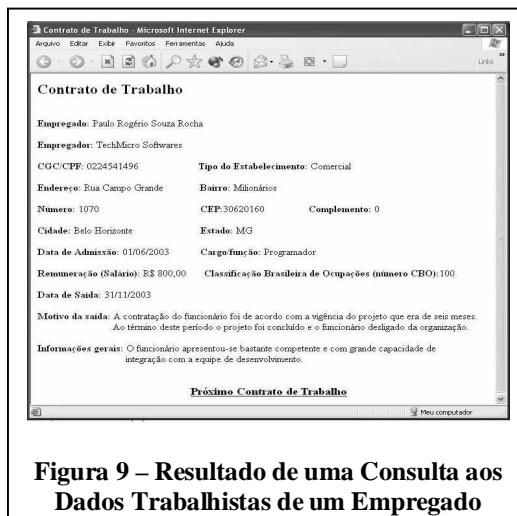 Contrato de Trabalho - Microsoft Internet Explorer
Arquivo Editar Exibir Favoritos Ferramentas Ajuda
Links
Contrato de Trabalho
Empregado: Paulo Rogério Souza Rocha
Empregador: TechMicro Softwares
CGC/CPF: 0224541496 Tipo do Estabelecimento: Comercial
Endereço: Rua Campo Grande Bairro: Milionários
Número: 1070 CEP:30620160 Complemento: 0
Cidade: Belo Horizonte Estado: MG
Data de Admissão: 01/06/2003 Cargo/função: Programador
Remuneração (Salário): R$ 800,00 Classificação Brasileira de Ocupações (número CBO):100
Data de Saída: 31/11/2003
Motivo da saída: A contratação do funcionário foi de acordo com a vigência do projeto que era de seis meses.
Ao término deste período o projeto foi concluído e o funcionário desligado da organização.
Informações gerais: O funcionário apresentou-se bastante competente e com grande capacidade de
integração com a equipe de desenvolvimento.
Próximo Contrato de Trabalho
Meu computador
Figura 9 – Resultado de uma Consulta aos
Dados Trabalhistas de um Empregado